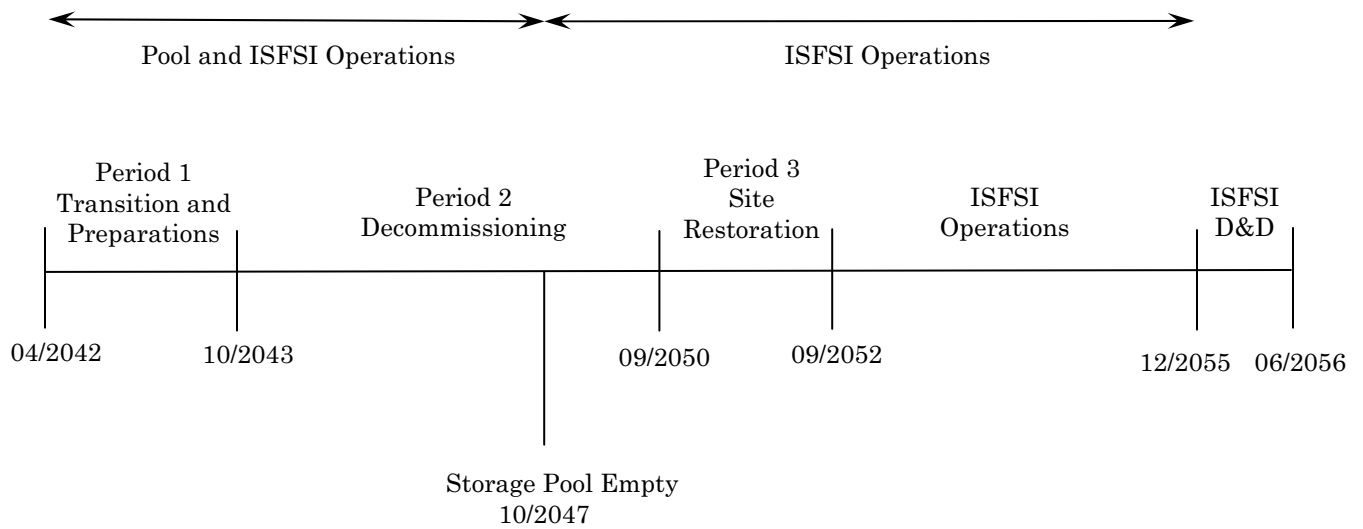 Pool and ISFSI Operations
ISFSI Operations
Period 1
Transition and
Preparations
Period 2
Decommissioning
Period 3
Site
Restoration
ISFSI
Operations
ISFSI
D&D
04/2042
10/2043
09/2050
09/2052
12/2055
06/2056
Storage Pool Empty
10/2047